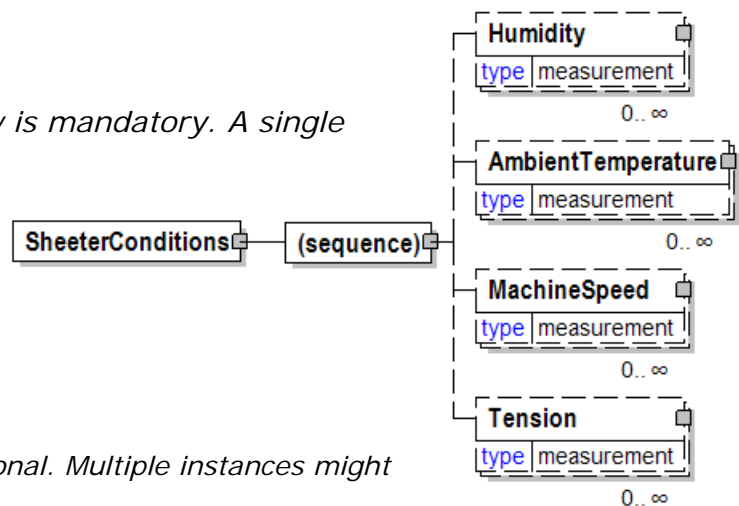 Humidity
type measurement
0.. ∞
y is mandatory. A single
AmbientTemperature
type measurement
0.. ∞
SheeterConditions
(sequence)
MachineSpeed
type measurement
0.. ∞
Tension
type measurement
onal. Multiple instances might
0.. ∞